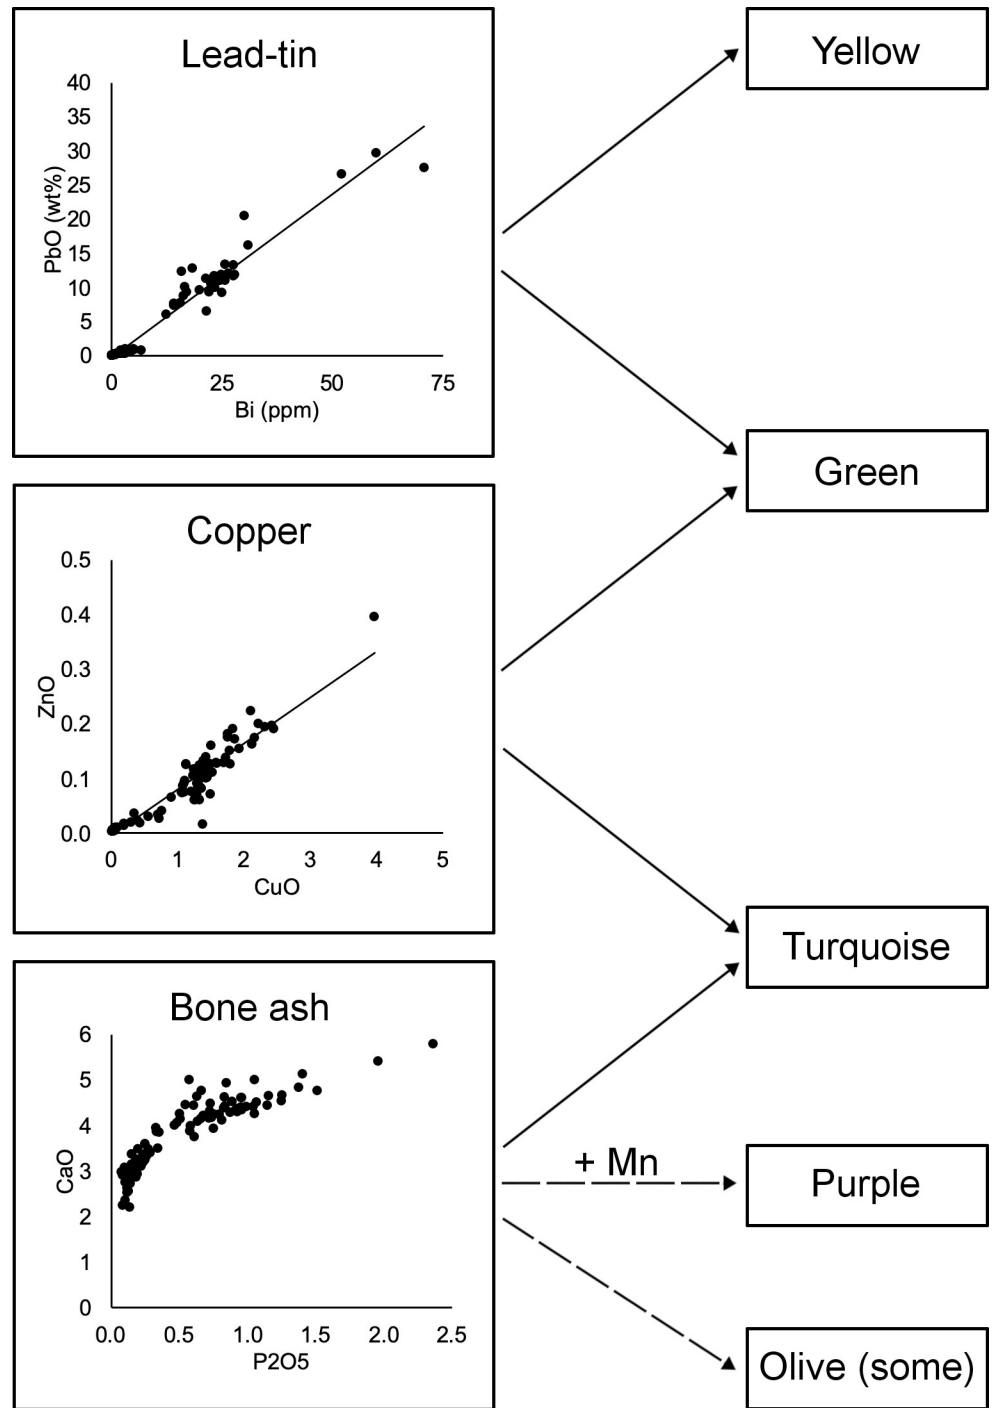 Lead-tin
40
35
30
25
20
15
10
5
0
PbO (wt%)
0 25 50 75
Bi (ppm)
Copper
0.5
0.4
0.3
0.2
0.1
0.0
ZnO
0 1 2 3 4 5
CuO
Bone ash
6
5
4
3
2
1
0
CaO
0.0 0.5 1.0 1.5 2.0 2.5
P2O5
+ Mn
Yellow
Green
Turquoise
Purple
Olive (some)